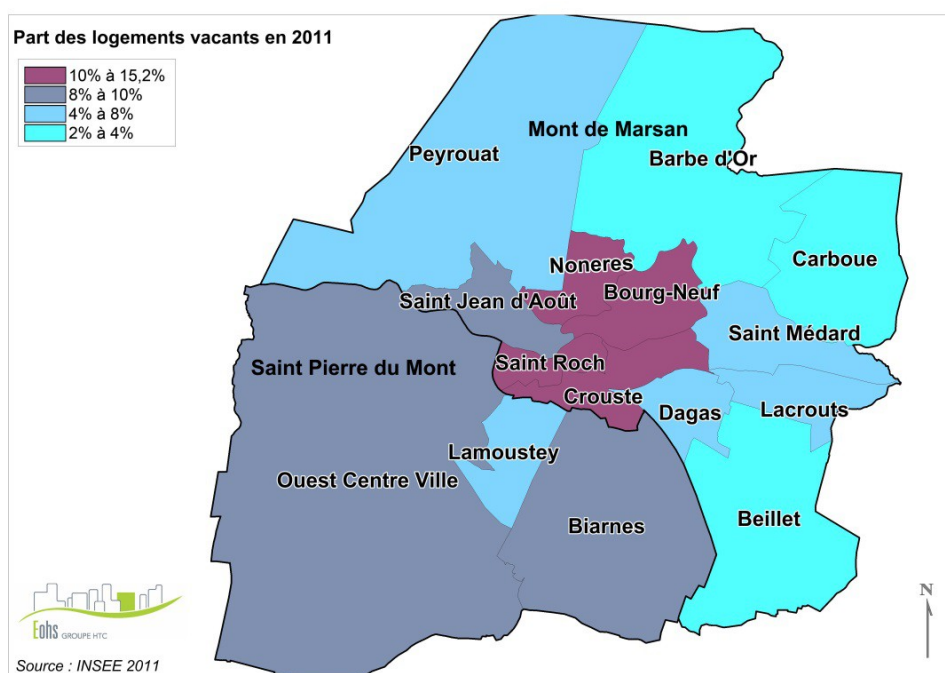 Part des logements vacants en 2011
10% à 15,2%
8% à 10%
4% à 8%
2% à 4%
Mont de Marsan
Peyrouat
Barbe d'Or
Carboue
Noneres
Bourg-Neuf
Saint Jean d'Août
Saint Médard
Saint Pierre du Mont
Saint Roch
Crouste
Dagas
Lacrouts
Lamoustey
Ouest Centre Ville
Biarnes
Beillet
N
Eohs GROUPE HTC
Source : INSEE 2011